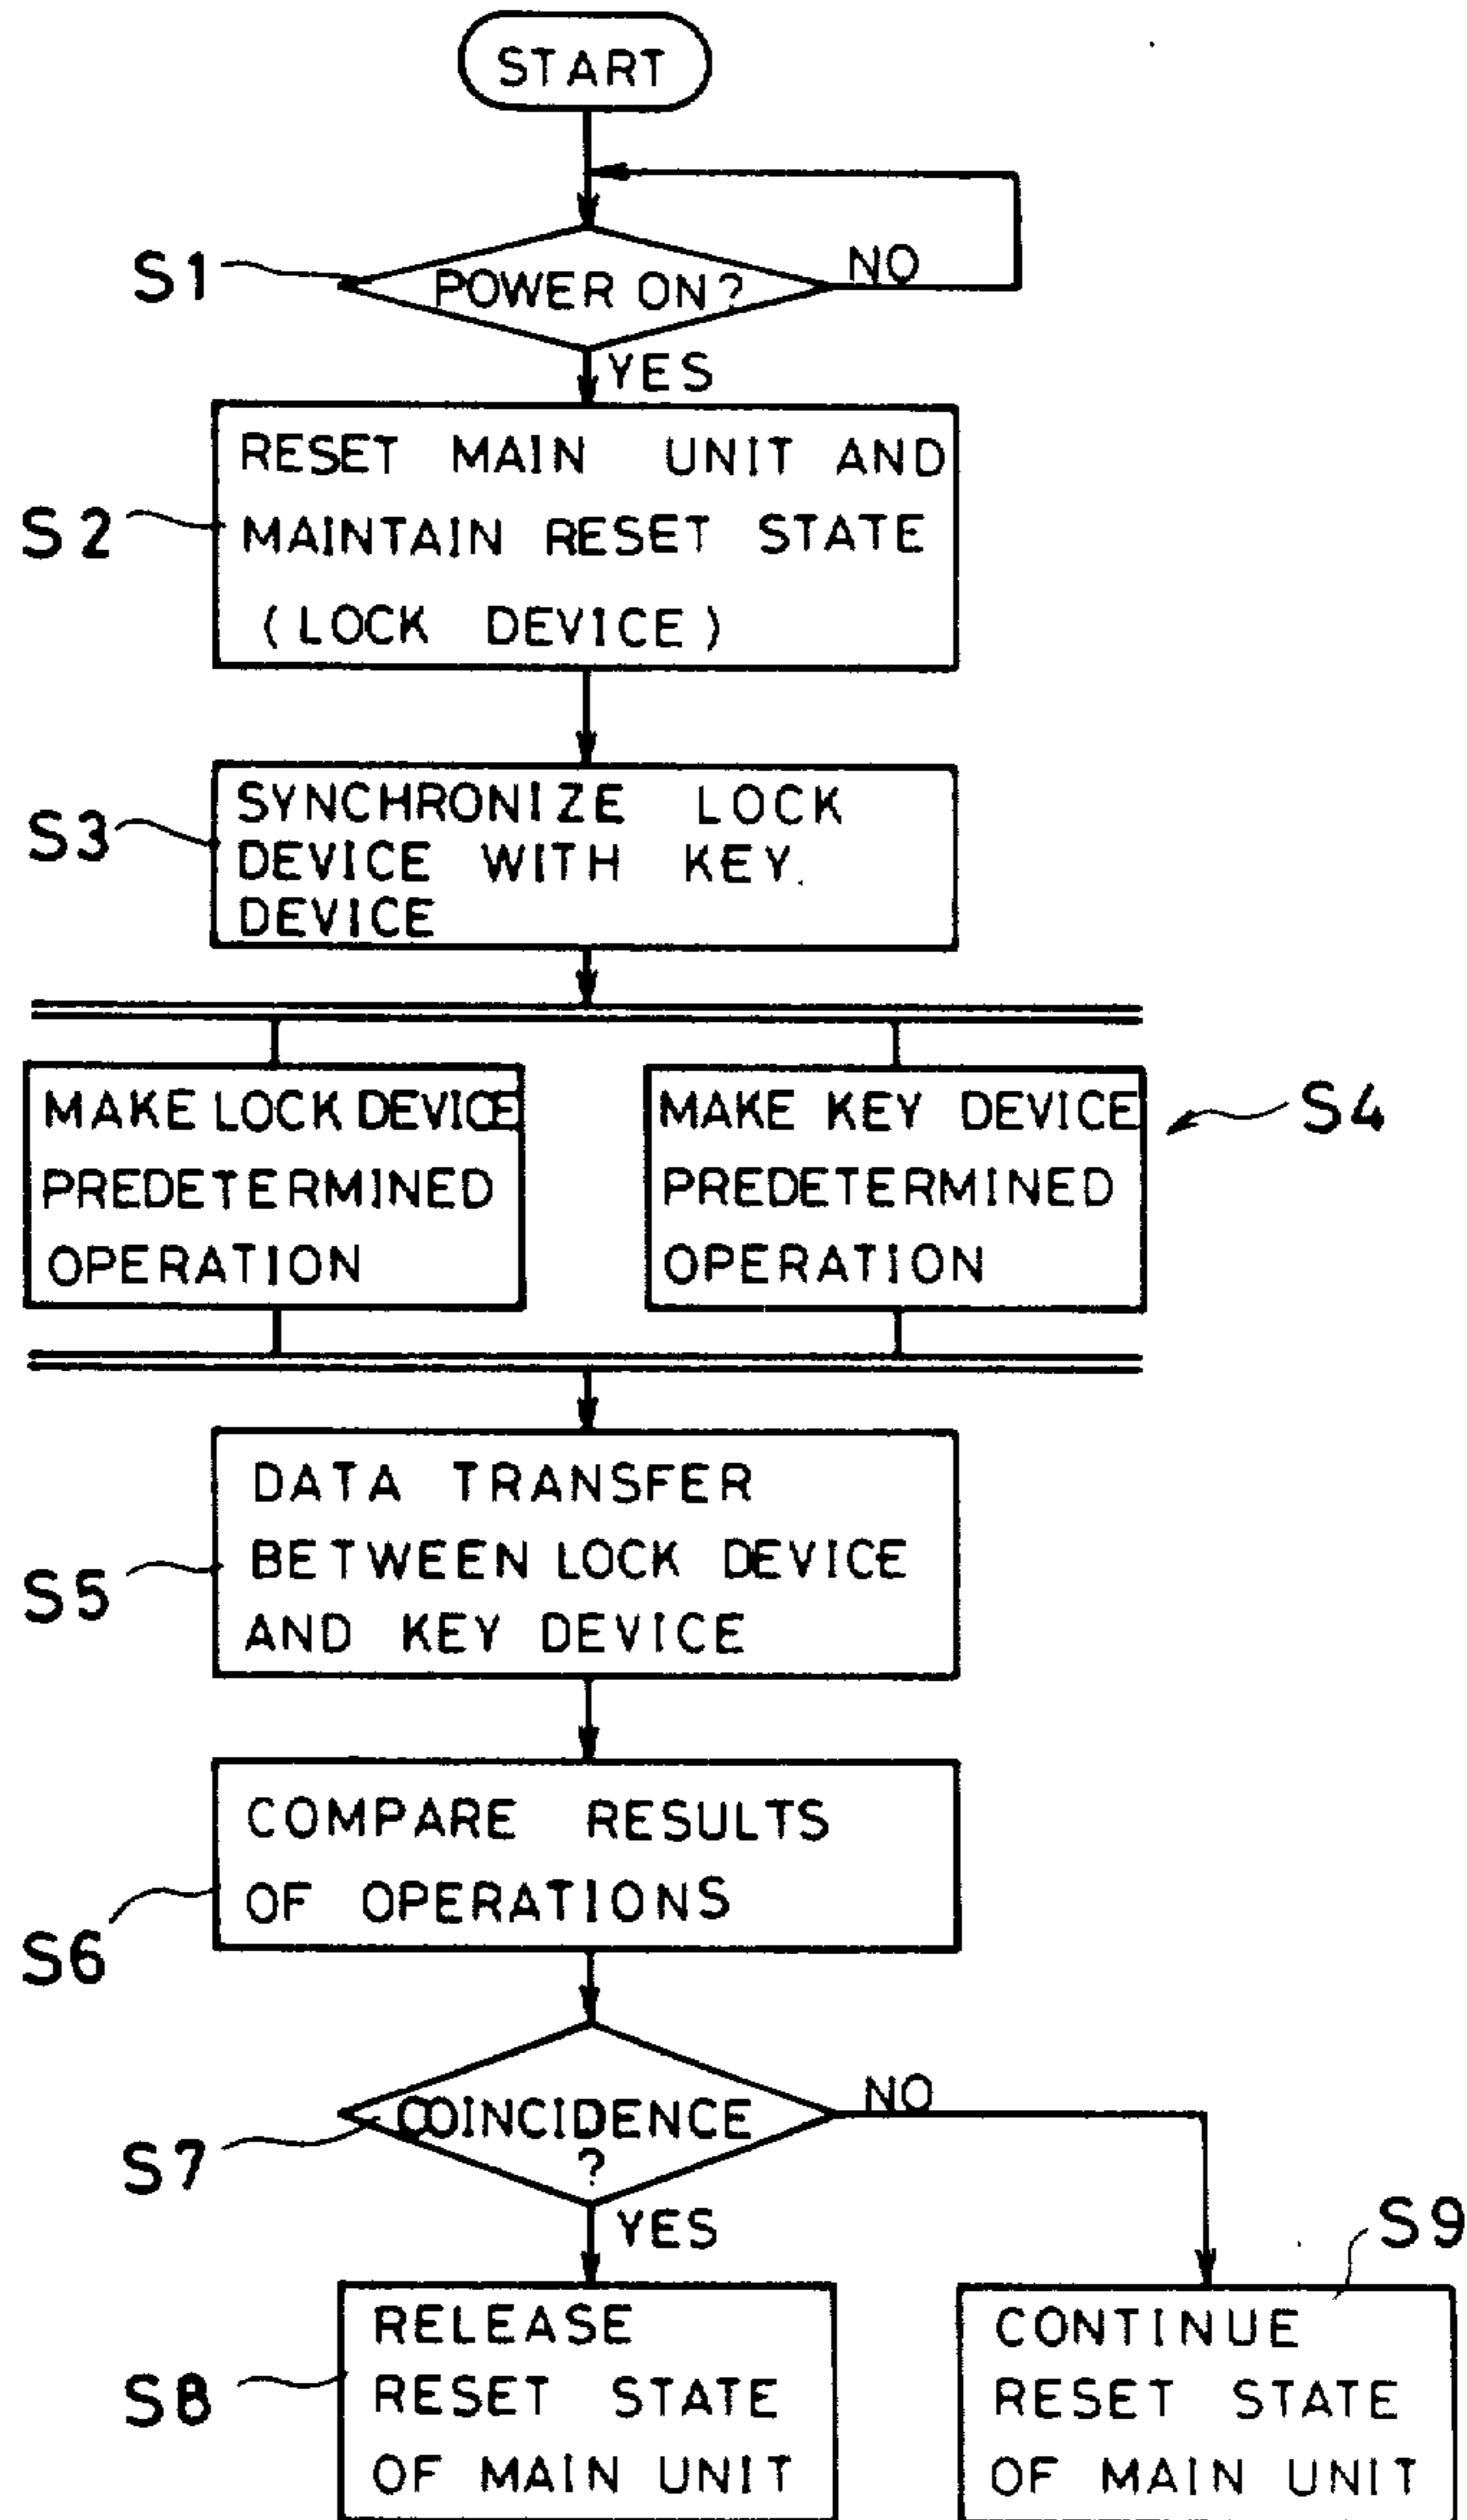 START
NO
S1
POWER ON?
YES
RESET MAIN UNIT AND
S2
MAINTAIN RESET STATE
(LOCK DEVICE)
SYNCHRONIZE LOCK
S3
DEVICE WITH KEY.
DEVICE
MAKE LOCK DEVICE
PREDETERMINED
OPERATION
MAKE KEY DEVICE
PREDETERMINED
OPERATION
S4
DATA TRANSFER
BETWEEN LOCK DEVICE
S5
AND KEY DEVICE
COMPARE RESULTS
OF OPERATIONS
S6
NO
COINCIDENCE
?
S7
YES
S9
RELEASE
RESET STATE
OF MAIN UNIT
S8
CONTINUE
RESET STATE
OF MAIN UNIT